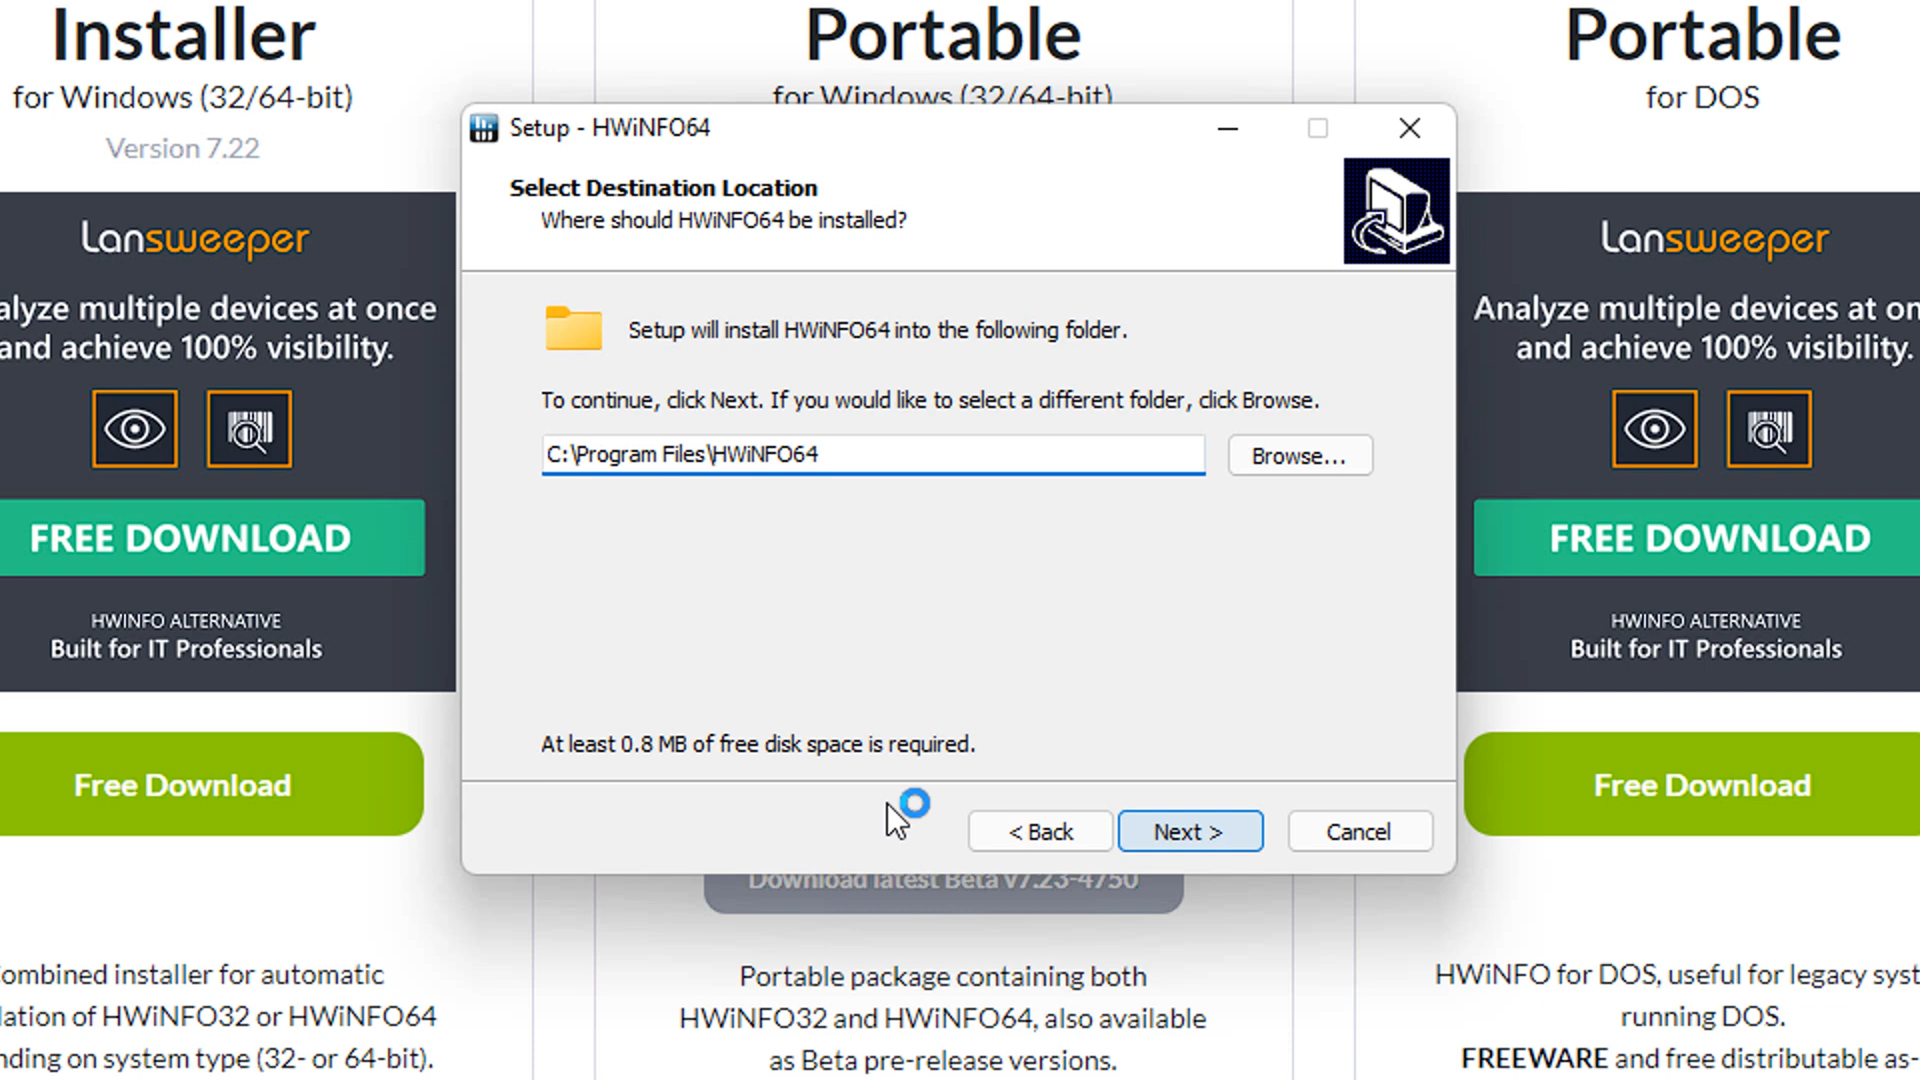 Installer
for Windows (32/64-bit)
Version 7.22
Lansweeper
alyze multiple devices at once
and achieve 100% visibility.
FREE DOWNLOAD
HWINFO ALTERNATIVE
Built for IT Professionals
Free Download
ombined installer for automatic
lation of HWiNFO32 or HWiNFO64
nding on system type (32- or 64-bit).
Portable
for Windows (32/64-bit)
Setup - HWiNFO64
Select Destination Location
Where should HWiNFO64 be installed?
Setup will install HWiNFO64 into the following folder.
To continue, click Next. If you would like to select a different folder, click Browse.
C:\Program Files\HWiNFO64
Browse...
At least 0.8 MB of free disk space is required.
< Back
Next >
Cancel
Download latest Beta v7.23-4750
Portable package containing both
HWiNFO32 and HWiNFO64, also available
as Beta pre-release versions.
Portable
for DOS
Lansweeper
Analyze multiple devices at on
and achieve 100% visibility.
FREE DOWNLOAD
HWINFO ALTERNATIVE
Built for IT Professionals
Free Download
HWiNFO for DOS, useful for legacy syst
running DOS.
FREEWARE and free distributable as-